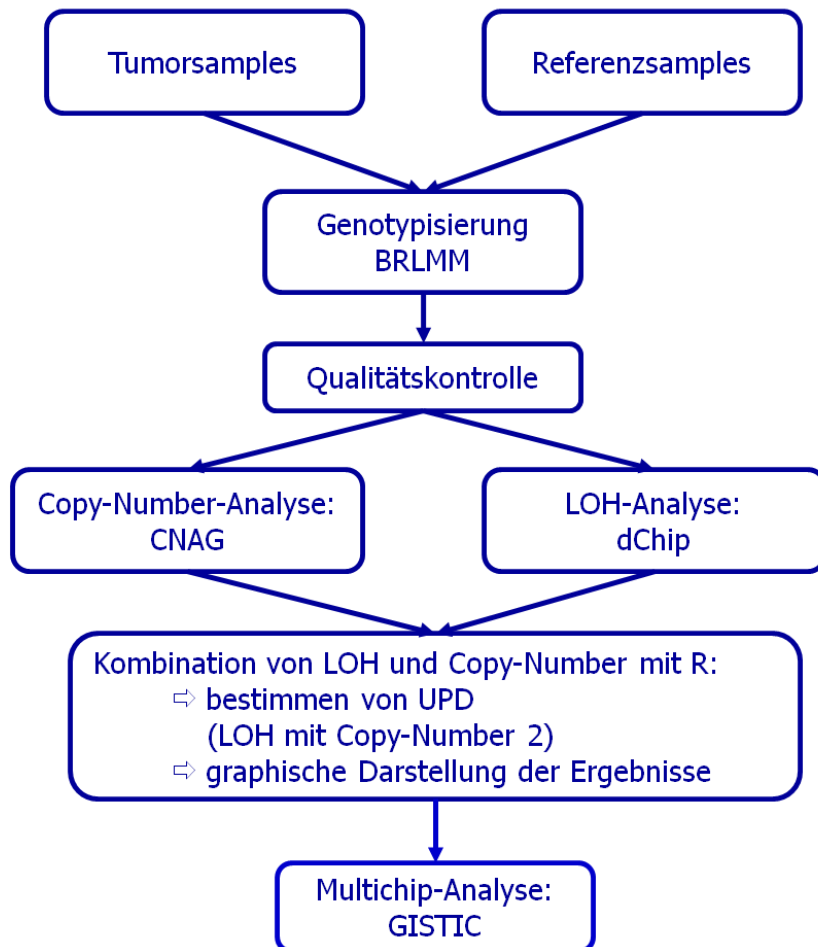 Tumorsamples
Referenzsamples
Genotypisierung
BRLMM
Qualitätskontrolle
Copy-Number-Analyse:
CNAG
LOH-Analyse:
dChip
Kombination von LOH und Copy-Number mit R:
⇨ bestimmen von UPD
(LOH mit Copy-Number 2)
⇨ graphische Darstellung der Ergebnisse
Multichip-Analyse:
GISTIC